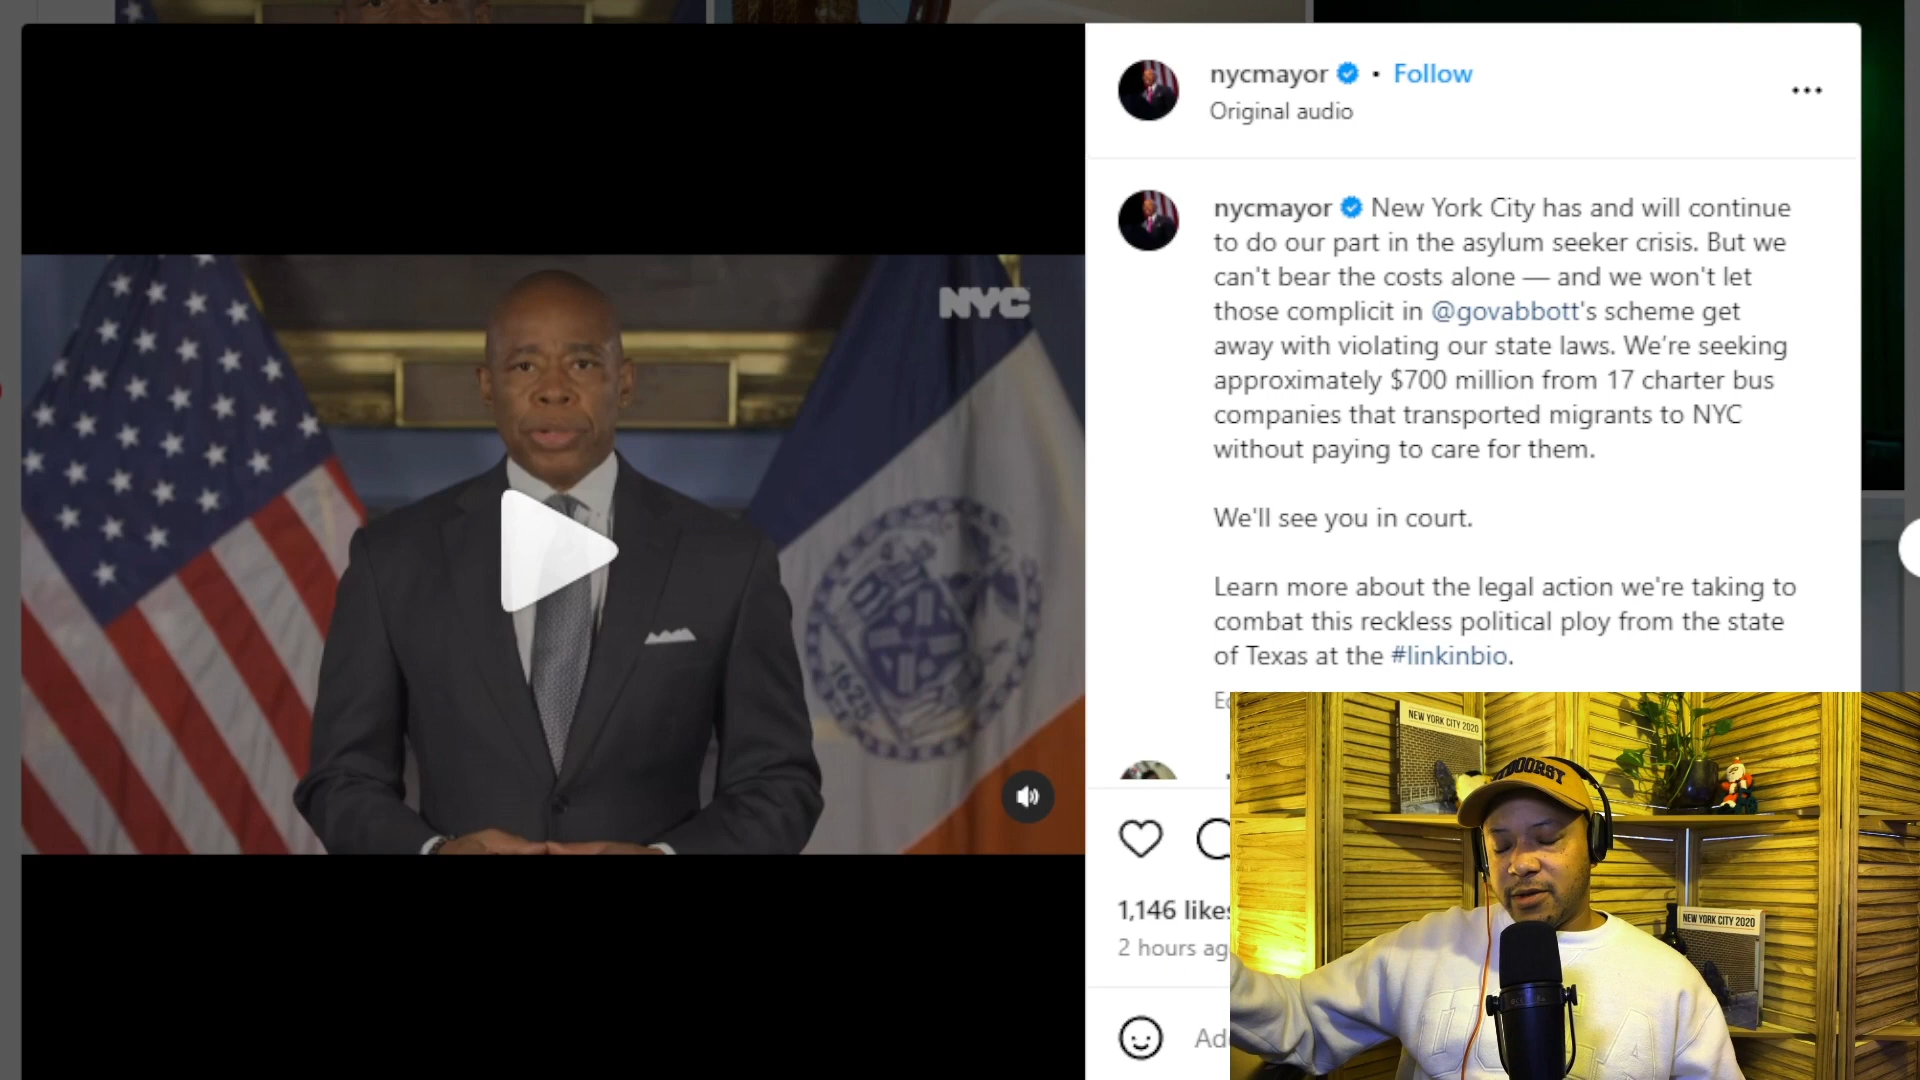 NYC
1625
nycmayor • Follow
Original audio
nycmayor New York City has and will continue
to do our part in the asylum seeker crisis. But we
can't bear the costs alone — and we won't let
those complicit in @govabbott's scheme get
away with violating our state laws. We’re seeking
approximately $700 million from 17 charter bus
companies that transported migrants to NYC
without paying to care for them.
We'll see you in court.
Learn more about the legal action we're taking to
combat this reckless political ploy from the state
of Texas at the #linkinbio.
1,146 likes
2 hours
NEW YORK CITY 2020
NEW YORK CITY 2020